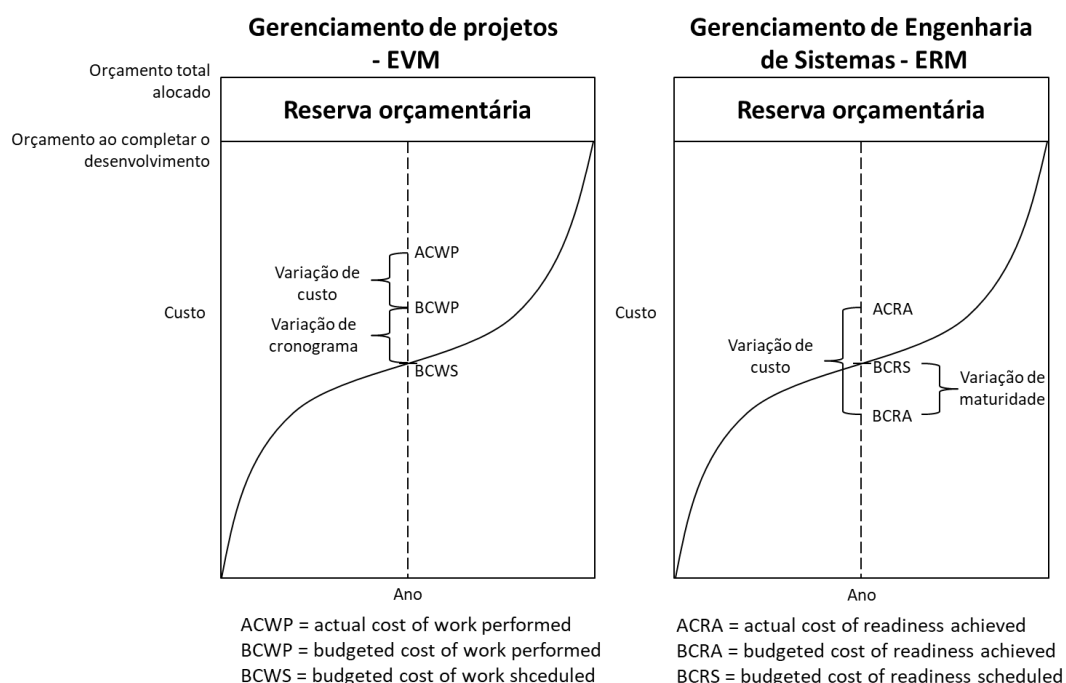 Gerenciamento de projetos
- EVM
Orçamento total
alocado
Reserva orçamentária
Orçamento ao completar o
desenvolvimento
ACWP
Variação de
custo
BCWP
Custo
Variação de
cronograma
BCWS
Ano
ACWP = actual cost of work performed
BCWP = budgeted cost of work performed
BCWS = budgeted cost of work shceduled
Gerenciamento de Engenharia
de Sistemas - ERM
Reserva orçamentária
Custo
ACRA
Variação de
custo
BCRS
Variação de
maturidade
BCRA
Ano
ACRA = actual cost of readiness achieved
BCRA = budgeted cost of readiness achieved
BCRS = budgeted cost of readiness scheduled